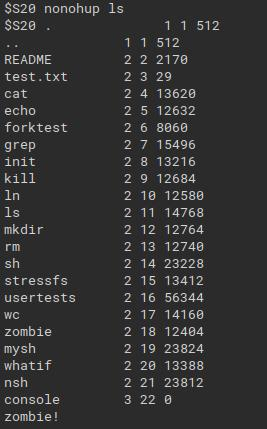 $S20 nonohup ls
$S20 . 1 1 512
.. 1 1 512
README 2 2 2170
test.txt 2 3 29
cat 2 4 13620
echo 2 5 12632
forktest 2 6 8060
grep 2 7 15496
init 2 8 13216
kill 2 9 12684
ln 2 10 12580
ls 2 11 14768
mkdir 2 12 12764
rm 2 13 12740
sh 2 14 23228
stressfs 2 15 13412
usertests 2 16 56344
wc 2 17 14160
zombie 2 18 12404
mysh 2 19 23824
whatif 2 20 13388
nsh 2 21 23812
console 3 22 0
zombie!